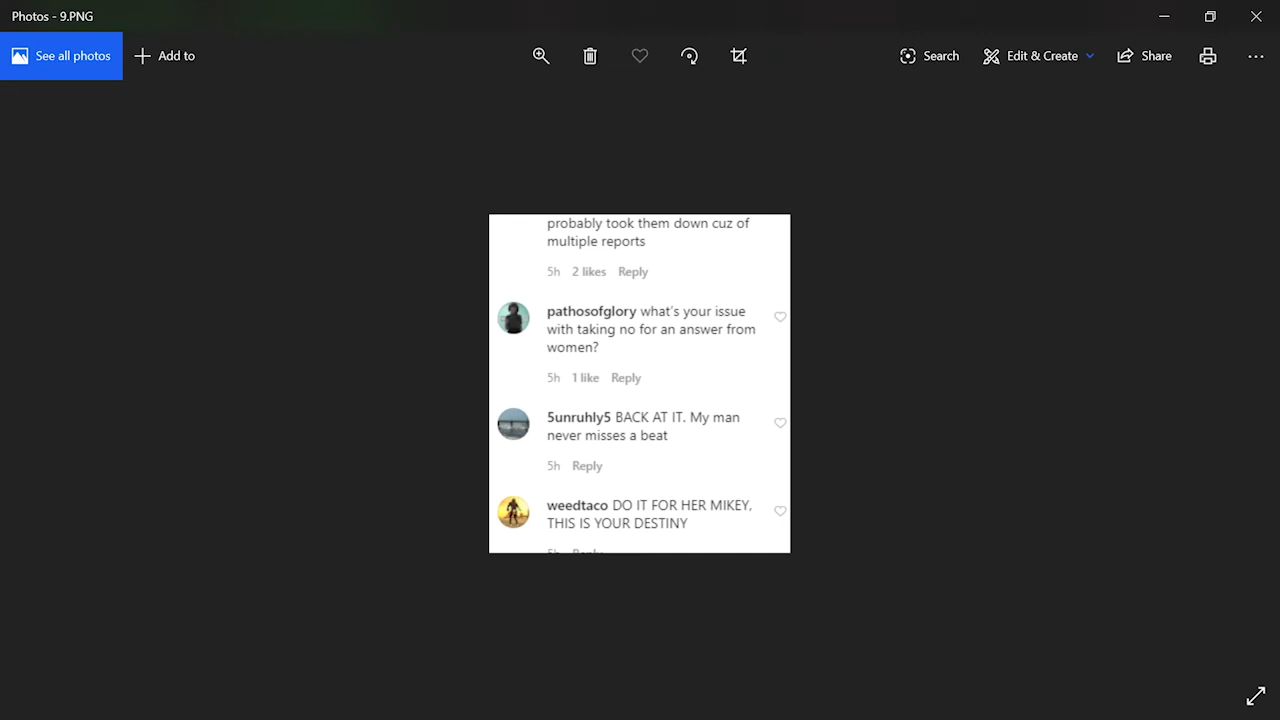 Photos - 9.PNG
See all photos
Add to
Search
Edit & Create
Share
probably took them down cuz of
multiple reports
5h 2 likes Reply
pathosofglory what's your issue
with taking no for an answer from
women?
5h 1 like Reply
5unruhly5 BACK AT IT. My man
never misses a beat
5h Reply
weedtaco DO IT FOR HER MIKEY,
THIS IS YOUR DESTINY
5h Reply